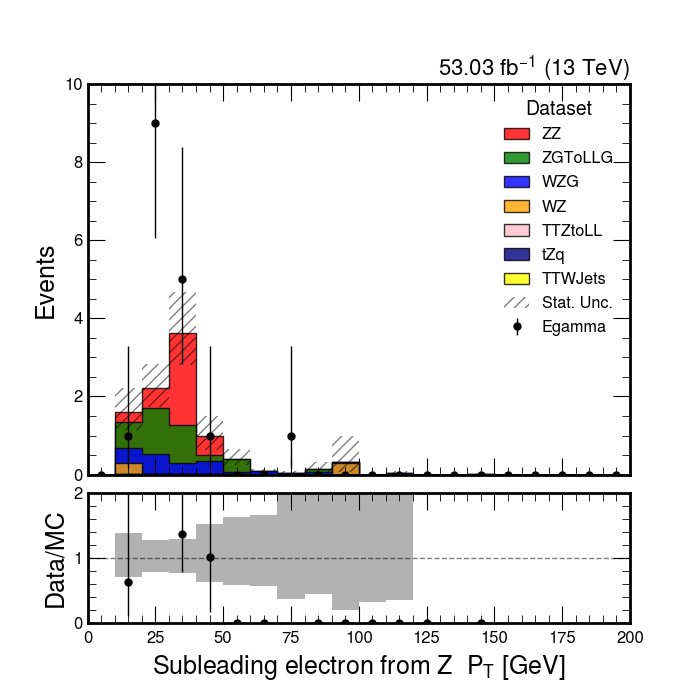 53.03 fb⁻¹ (13 TeV)
10
8
6
4
2
0
Events
Dataset
ZZ
ZGToLLG
WZG
WZ
TTZtoLL
tZq
TTWJets
Stat. Unc.
Egamma
2
1
0
Data/MC
0 25 50 75 100 125 150 175 200
Subleading electron from Z P_T [GeV]